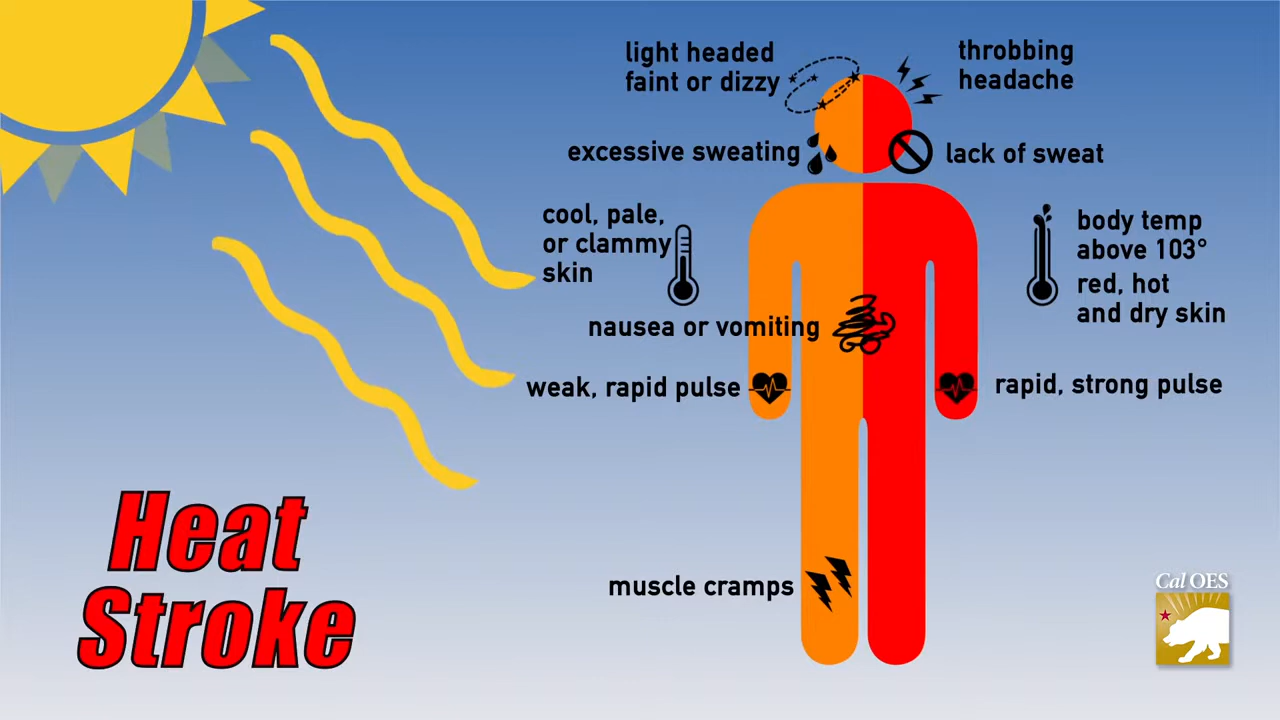 light headed
faint or dizzy
throbbing
headache
excessive sweating
lack of sweat
cool, pale,
or clammy
skin
body temp
above 103°
red, hot
and dry skin
nausea or vomiting
weak, rapid pulse
rapid, strong pulse
Heat
Stroke
muscle cramps
Cal OES